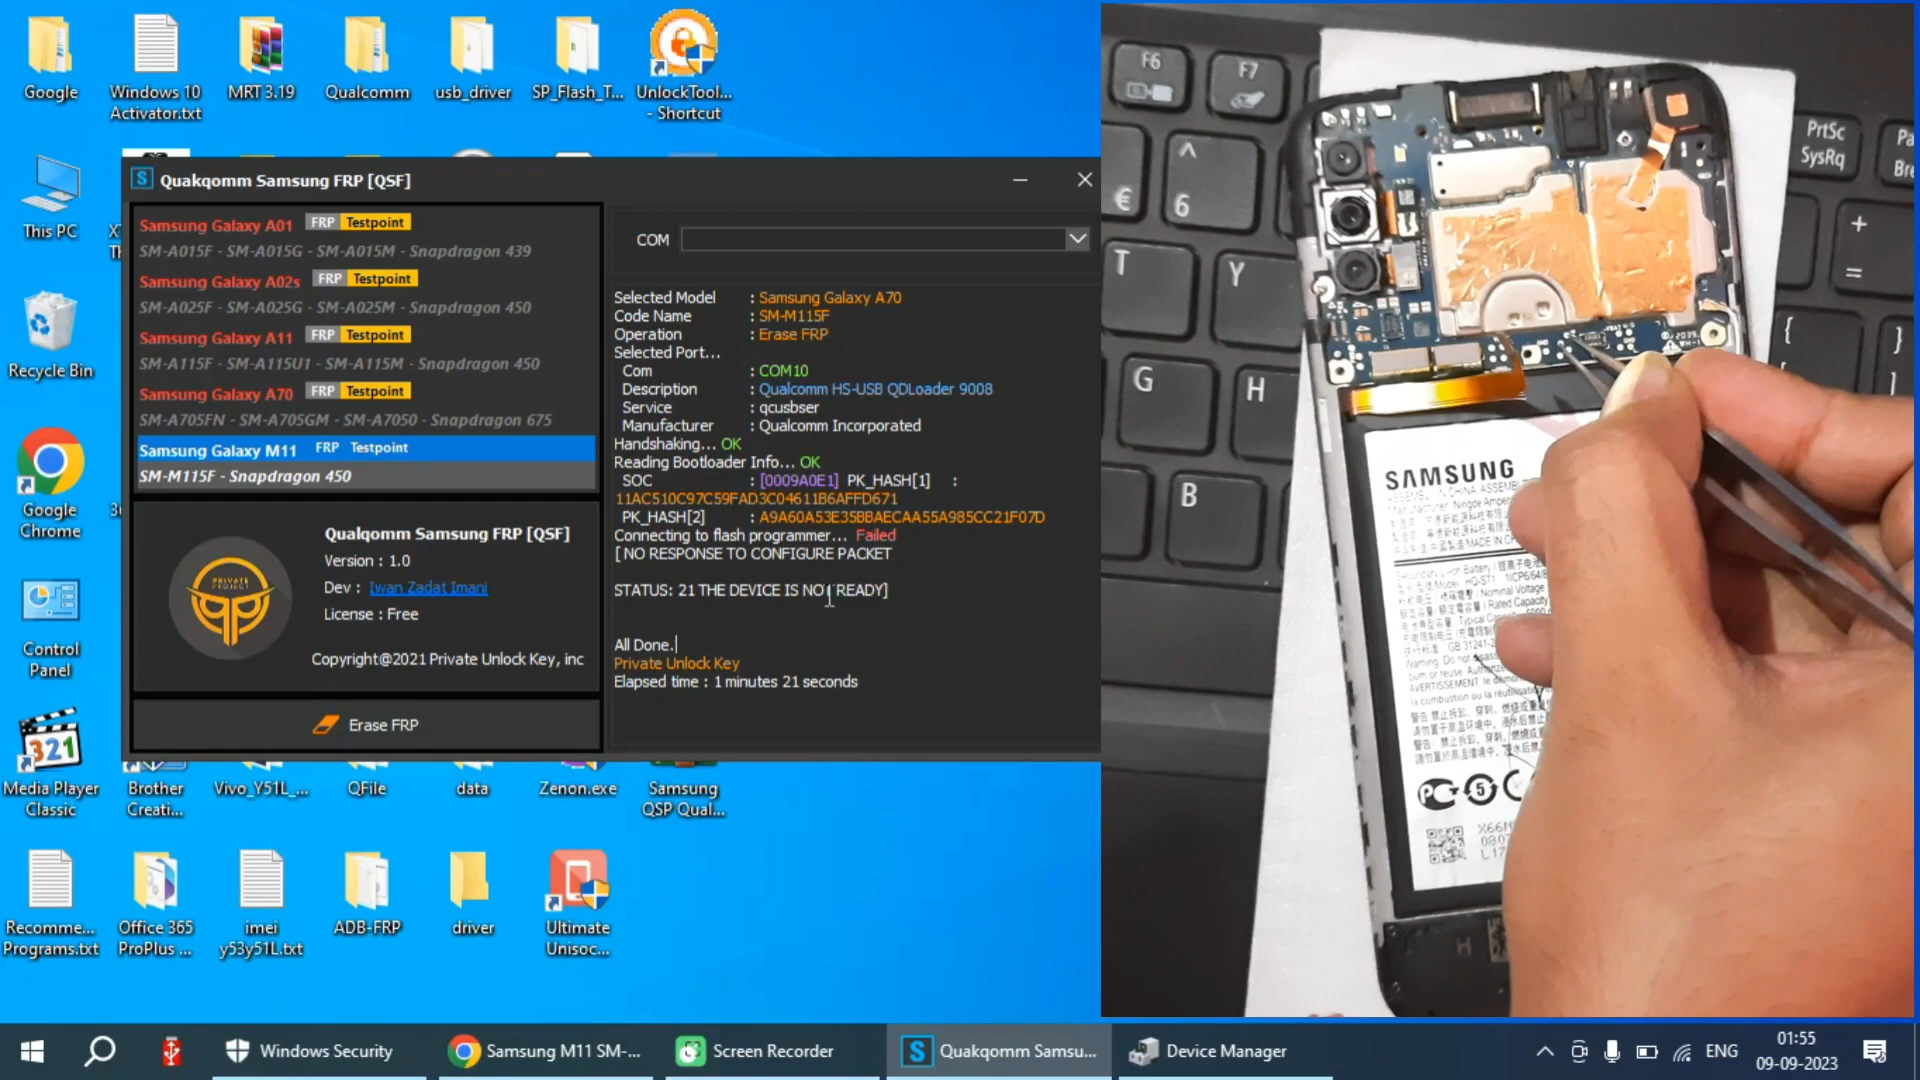 Google
Windows 10
Activator.txt
MRT 3.19
Qualcomm
usb_driver
SP_Flash_T...
UnlockTool...
- Shortcut
This PC
Recycle Bin
Google
Chrome
Control
Panel
Media Player
Classic
Recomme...
Programs.txt
Quakqomm Samsung FRP [QSF]
Samsung Galaxy A01 FRP Testpoint
SM-A015F - SM-A015G - SM-A015M - Snapdragon 439
Samsung Galaxy A02s FRP Testpoint
SM-A025F - SM-A025G - SM-A025M - Snapdragon 450
Samsung Galaxy A11 FRP Testpoint
SM-A115F - SM-A115U1 - SM-A115M - Snapdragon 450
Samsung Galaxy A70 FRP Testpoint
SM-A705FN - SM-A705GM - SM-A7050 - Snapdragon 675
Samsung Galaxy M11 FRP Testpoint
SM-M115F - Snapdragon 450
PRIVATE
PROJECT
Qualqomm Samsung FRP [QSF]
Version : 1.0
Dev : Iwan Zadat Imani
License : Free
Copyright@2021 Private Unlock Key, inc
Erase FRP
COM
Selected Model : Samsung Galaxy A70
Code Name : SM-M115F
Operation : Erase FRP
Selected Port...
Com : COM10
Description : Qualcomm HS-USB QDLoader 9008
Service : qcusbser
Manufacturer : Qualcomm Incorporated
Handshaking... OK
Reading Bootloader Info... OK
SOC : [0009A0E1] PK_HASH[1] :
11AC510C97C59FAD3C04611B6AFFD671
PK_HASH[2] : A9A60A53E35BBAECAA55A985CC21F07D
Connecting to flash programmer... Failed
[ NO RESPONSE TO CONFIGURE PACKET
STATUS: 21 THE DEVICE IS NOT READY]
All Done.
Private Unlock Key
Elapsed time : 1 minutes 21 seconds
Brother
Creati...
Vivo_Y51L_...
QFile
data
Zenon.exe
Samsung
QSP Qual...
Office 365
ProPlus ...
imei
y53y51L.txt
ADB-FRP
driver
Ultimate
Unisoc...
F6
F7
PrtSc
SysRq
^
€ 6
T
Y
G
H
B
+
=
{
[
SAMSUNG
Windows Security
Samsung M11 SM-...
Screen Recorder
Quakqomm Samsu...
Device Manager
ENG
01:55
09-09-2023